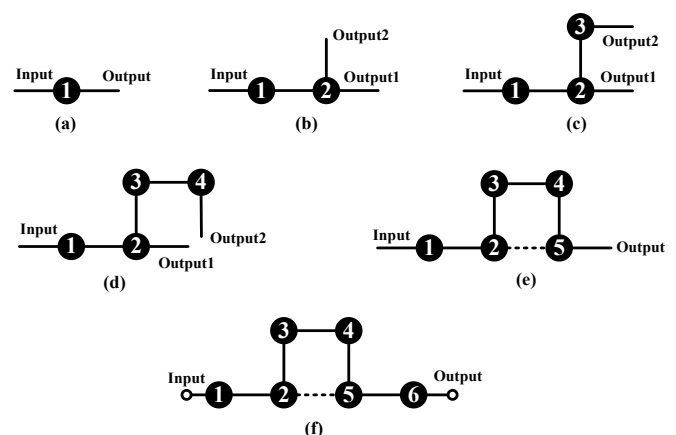 Input 1 Output
(a)
Output2
Input 1 2 Output1
(b)
3 Output2
Input 1 2 Output1
(c)
3 4
Input 1 2 Output2
Output1
(d)
3 4
Input 1 2 5 Output
(e)
3 4
Input 1 2 5 6 Output
(f)